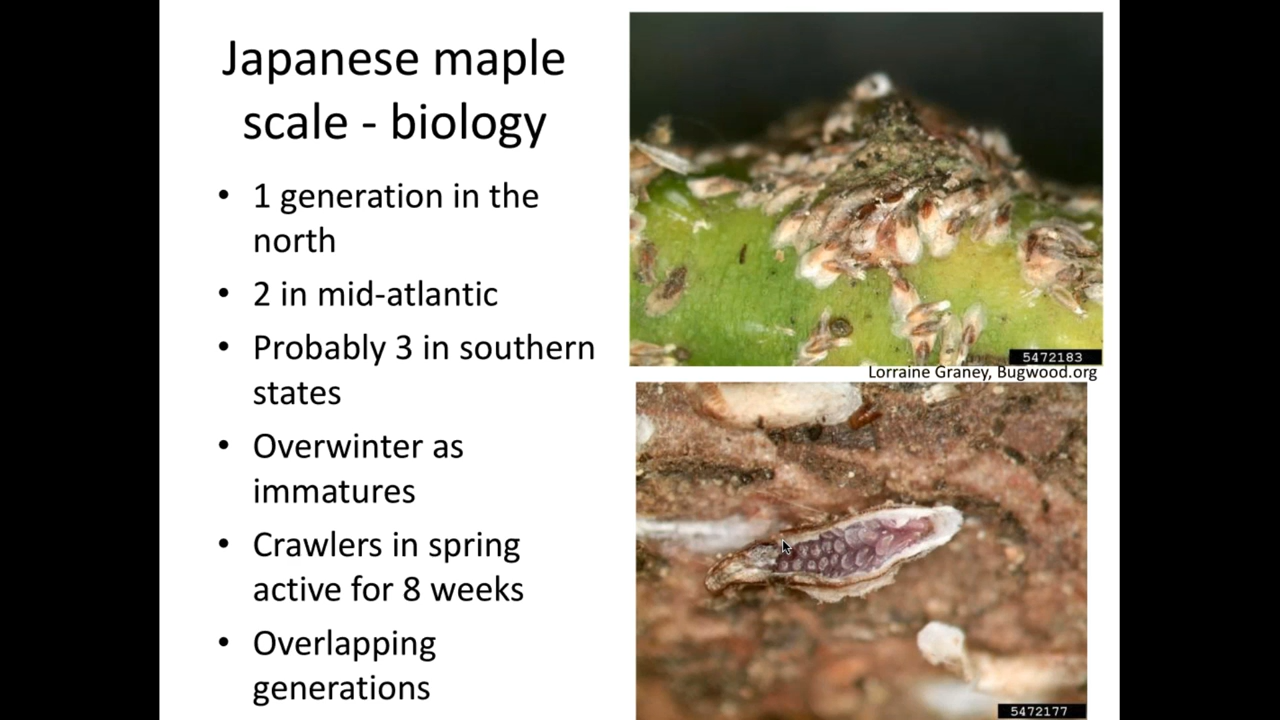 Japanese maple
scale - biology
• 1 generation in the
north
• 2 in mid-atlantic
• Probably 3 in southern
states
• Overwinter as
immatures
• Crawlers in spring
active for 8 weeks
• Overlapping
generations
5472183
Lorraine Graney, Bugwood.org
5472177